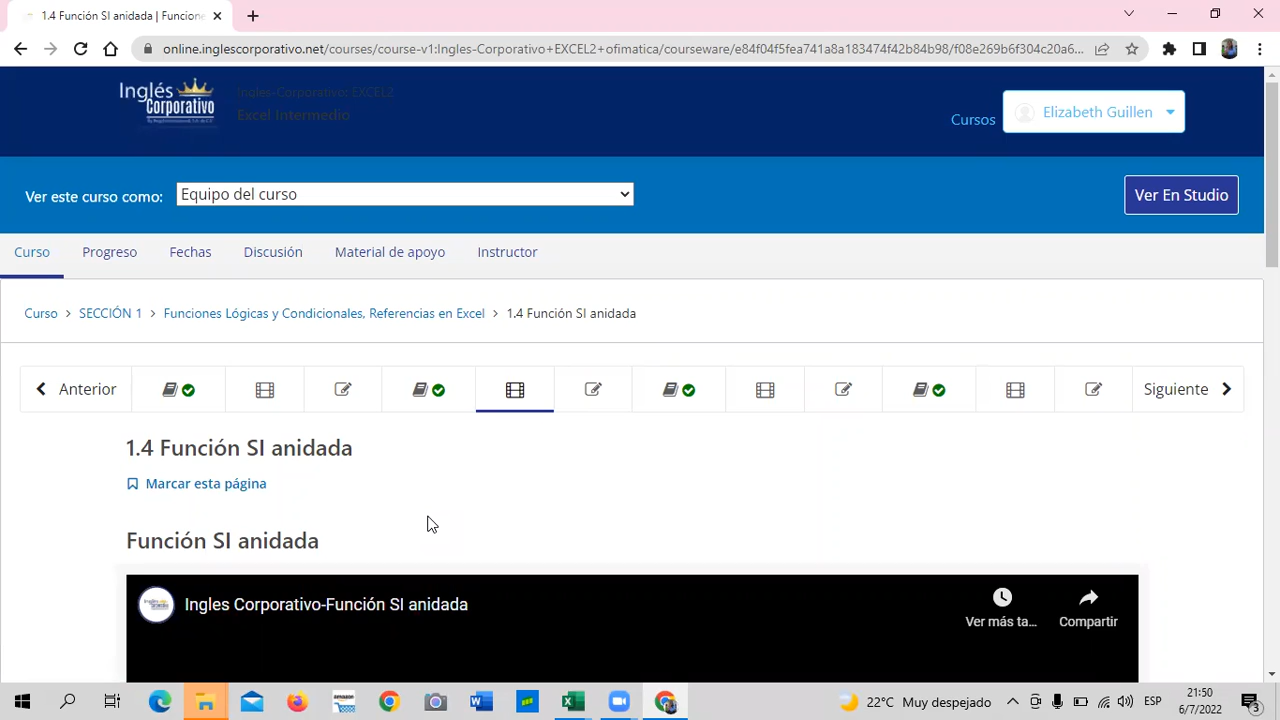 1.4 Función SI anidada | Funcione
online.inglescorporativo.net/courses/course-v1:Ingles-Corporativo+EXCEL2+ofimatica/courseware/e84f04f5fea741a8a183474f42b84b98/f08e269b6f304c20a6...
Inglés
Corporativo
Ingles-Corporativo: EXCEL2
Excel Intermedio
Cursos
Elizabeth Guillen
Ver este curso como:
Equipo del curso
Ver En Studio
Curso
Progreso
Fechas
Discusión
Material de apoyo
Instructor
Curso > SECCIÓN 1 > Funciones Lógicas y Condicionales, Referencias en Excel > 1.4 Función SI anidada
Anterior
Siguiente
1.4 Función SI anidada
Marcar esta página
Función SI anidada
Ingles Corporativo-Función SI anidada
Ver más ta...
Compartir
22°C Muy despejado
ESP
21:50
6/7/2022
3